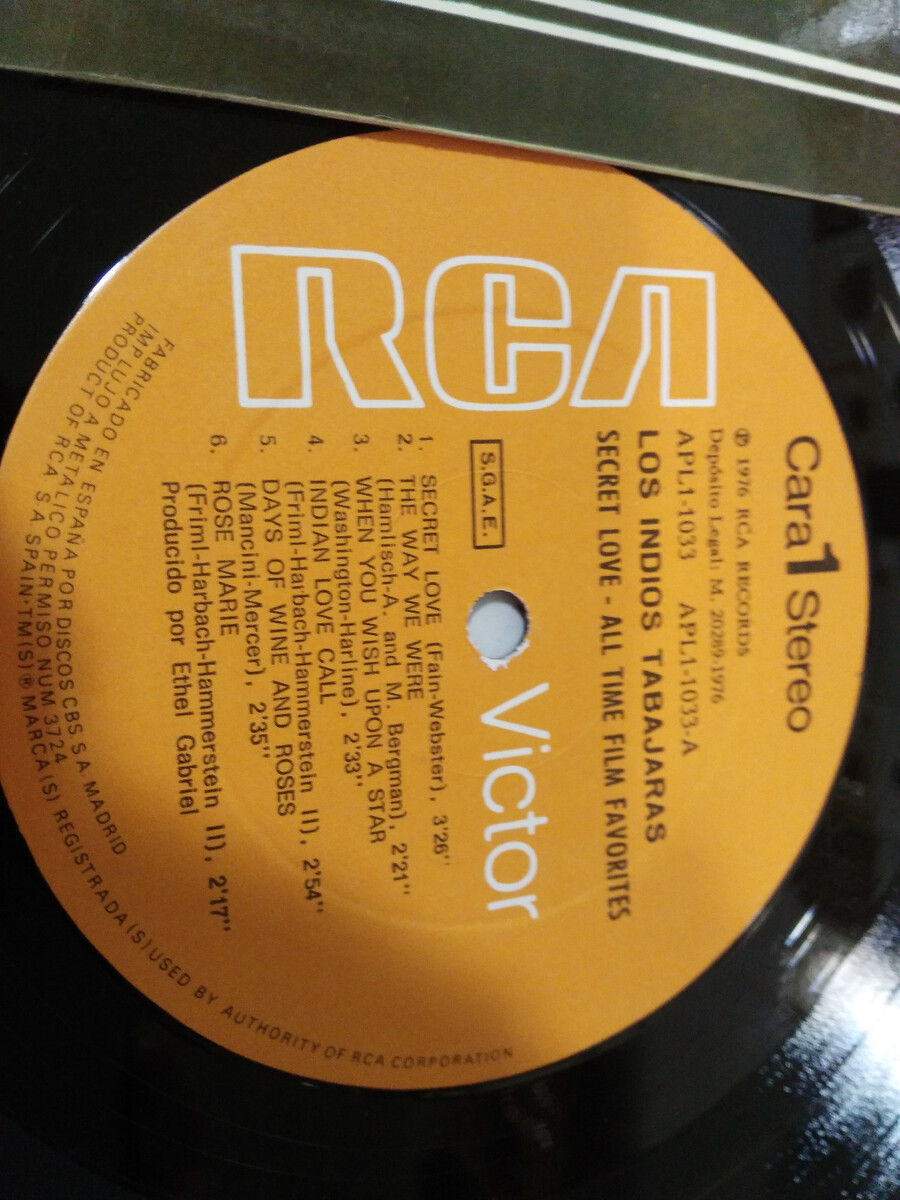 RCA
Victor
Cara 1 Stereo
℗ 1976 RCA RECORDS
Depósito Legal: M. 20289-1976
APL1-1033 APL1-1033-A
LOS INDIOS TABAJARAS
SECRET LOVE - ALL TIME FILM FAVORITES
S.G.A.E.
1. SECRET LOVE (Fain-Webster), 3'26"
2. THE WAY WE WERE
(Hamlisch-A. and M. Bergman), 2'21"
3. WHEN YOU WISH UPON A STAR
(Washington-Harline), 2'33"
4. INDIAN LOVE CALL
(Friml-Harbach-Hammerstein II), 2'54"
5. DAYS OF WINE AND ROSES
(Mancini-Mercer), 2'35"
6. ROSE MARIE
(Friml-Harbach-Hammerstein II), 2'17"
Producido por Ethel Gabriel
FABRICADO EN ESPAÑA POR DISCOS CBS S.A. MADRID
IMPLUJO METALICO PERMISO NUM 3724
PRODUCT OF RCA S A SPAIN·TM(S)® MARCA(S) REGISTRADA(S) USED BY AUTHORITY OF RCA CORPORATION